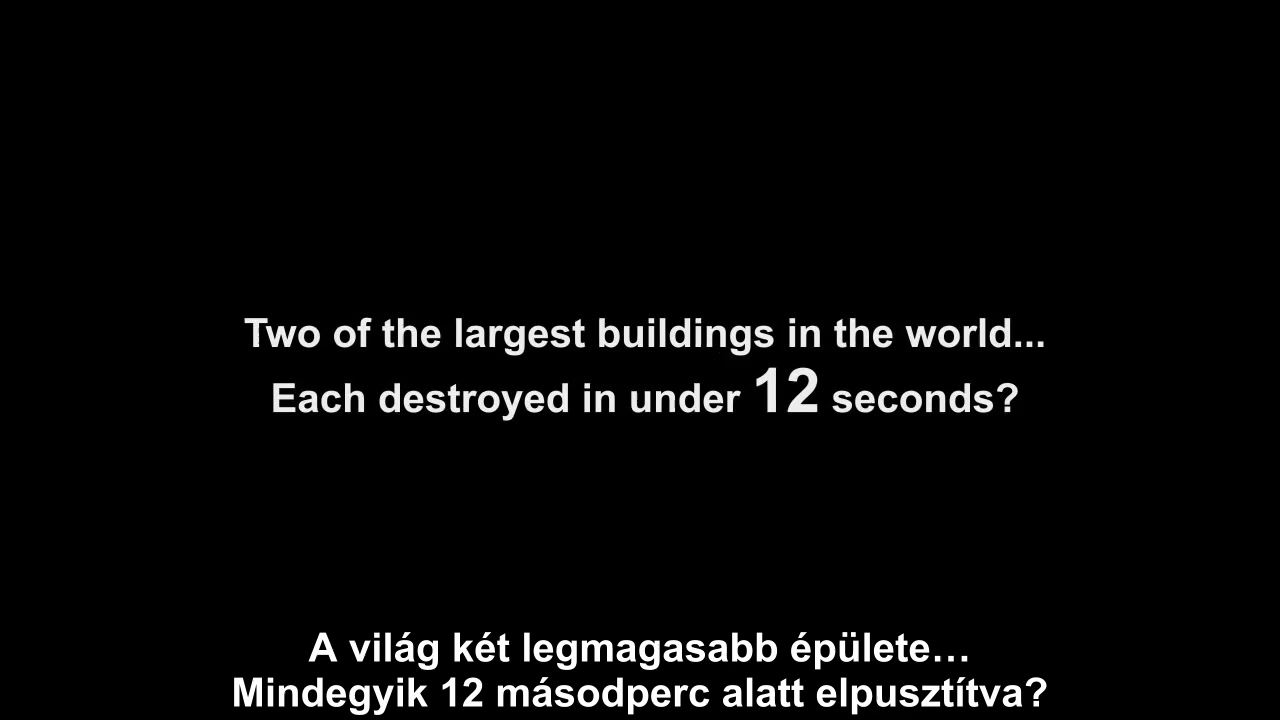 Two of the largest buildings in the world...
Each destroyed in under 12 seconds?
A világ két legmagasabb épülete…
Mindegyik 12 másodperc alatt elpusztítva?